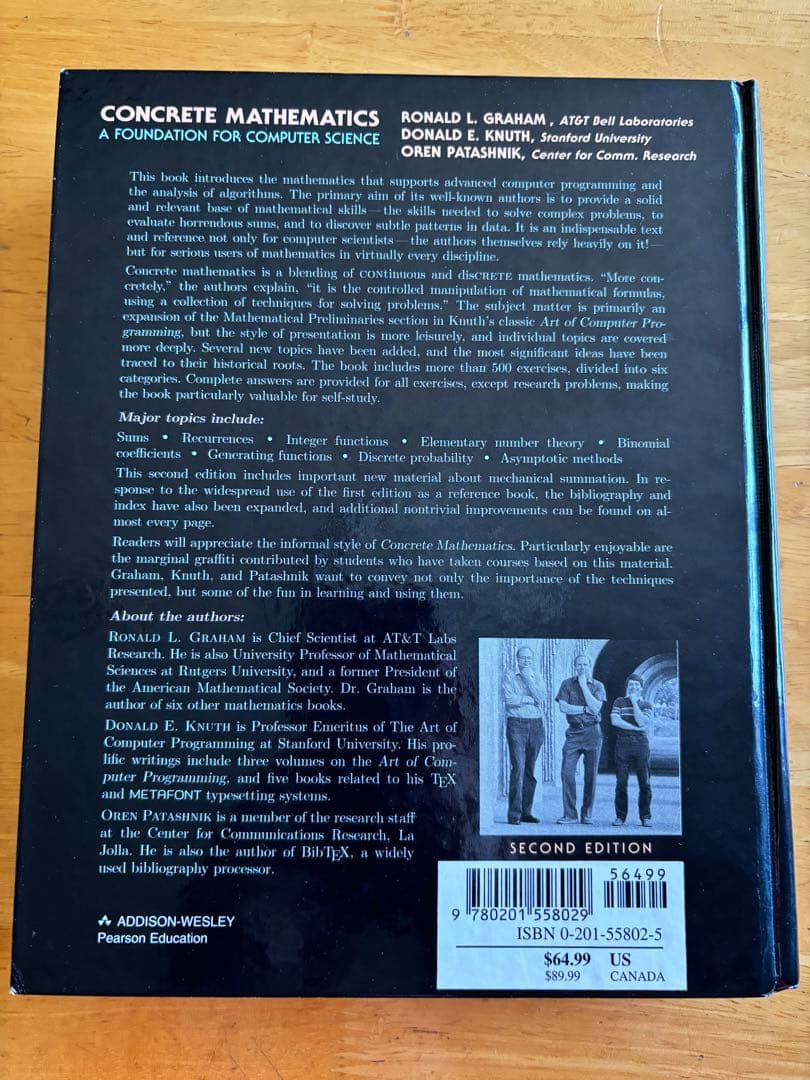 CONCRETE MATHEMATICS
A FOUNDATION FOR COMPUTER SCIENCE
RONALD L. GRAHAM , AT&T Bell Laboratories
DONALD E. KNUTH, Stanford University
OREN PATASHNIK, Center for Comm. Research
This book introduces the mathematics that supports advanced computer programming and
the analysis of algorithms. The primary aim of its well-known authors is to provide a solid
and relevant base of mathematical skills—the skills needed to solve complex problems, to
evaluate horrendous sums, and to discover subtle patterns in data. It is an indispensable text
and reference not only for computer scientists—the authors themselves rely heavily on it!—
but for serious users of mathematics in virtually every discipline.
Concrete mathematics is a blending of CONtinuous and disCRETE mathematics. “More con-
cretely,” the authors explain, “it is the controlled manipulation of mathematical formulas,
using a collection of techniques for solving problems.” The subject matter is primarily an
expansion of the Mathematical Preliminaries section in Knuth’s classic Art of Computer Pro-
gramming, but the style of presentation is more leisurely, and individual topics are covered
more deeply. Several new topics have been added, and the most significant ideas have been
traced to their historical roots. The book includes more than 500 exercises, divided into six
categories. Complete answers are provided for all exercises, except research problems, making
the book particularly valuable for self-study.
Major topics include:
Sums • Recurrences • Integer functions • Elementary number theory • Binomial
coefficients • Generating functions • Discrete probability • Asymptotic methods
This second edition includes important new material about mechanical summation. In re-
sponse to the widespread use of the first edition as a reference book, the bibliography and
index have also been expanded, and additional nontrivial improvements can be found on al-
most every page.
Readers will appreciate the informal style of Concrete Mathematics. Particularly enjoyable are
the marginal graffiti contributed by students who have taken courses based on this material.
Graham, Knuth, and Patashnik want to convey not only the importance of the techniques
presented, but some of the fun in learning and using them.
About the authors:
RONALD L. GRAHAM is Chief Scientist at AT&T Labs
Research. He is also University Professor of Mathematical
Sciences at Rutgers University, and a former President of
the American Mathematical Society. Dr. Graham is the
author of six other mathematics books.
DONALD E. KNUTH is Professor Emeritus of The Art of
Computer Programming at Stanford University. His pro-
lific writings include three volumes on the Art of Com-
puter Programming, and five books related to his TEX
and METAFONT typesetting systems.
OREN PATASHNIK is a member of the research staff
at the Center for Communications Research, La
Jolla. He is also the author of BibTEX, a widely
used bibliography processor.
SECOND EDITION
ADDISON-WESLEY
Pearson Education
56499
9 780201 558029
ISBN 0-201-55802-5
$64.99 US
$89.99 CANADA